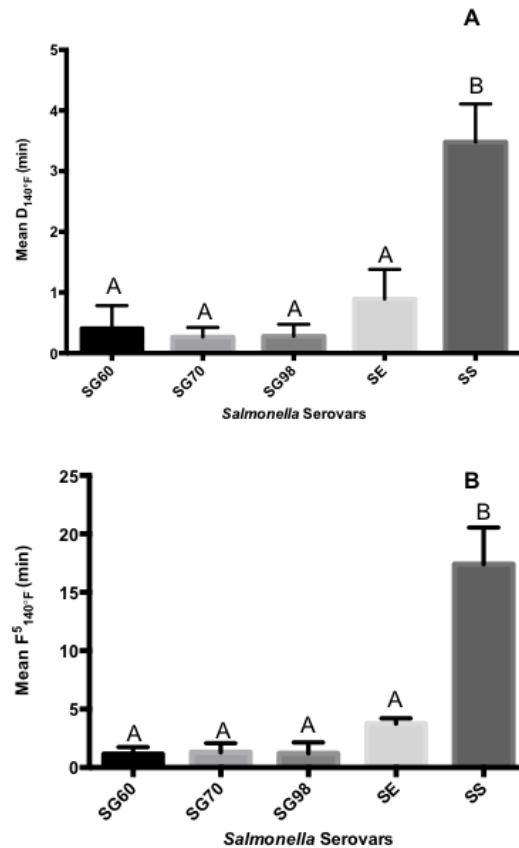 A
5
4
3
2
1
0
Mean D140°F (min)
A
A
A
A
B
SG60
SG70
SG98
SE
SS
Salmonella Serovars
B
25
20
15
10
5
0
Mean F⁵140°F (min)
A
A
A
A
B
SG60
SG70
SG98
SE
SS
Salmonella Serovars